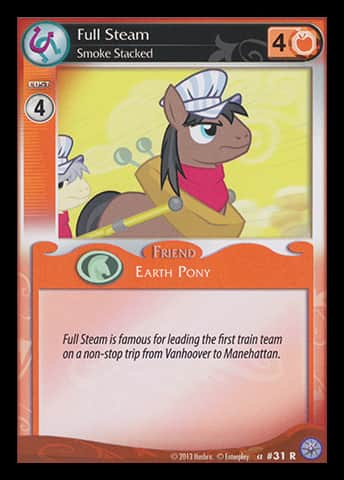 Full Steam
Smoke Stacked
4
COST
4
FRIEND
EARTH PONY
Full Steam is famous for leading the first train team
on a non-stop trip from Vanhoover to Manehattan.
© 2013 Hasbro. © Enterplay. α #31 R